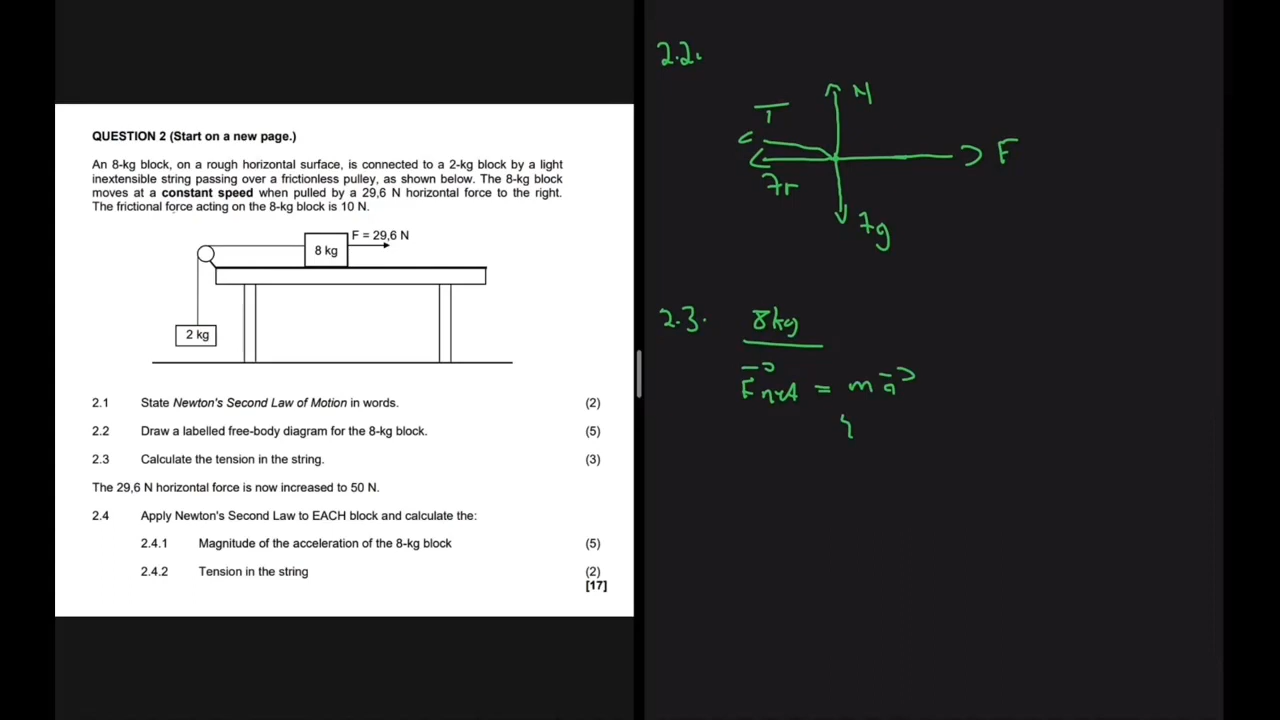 QUESTION 2 (Start on a new page.)
An 8-kg block, on a rough horizontal surface, is connected to a 2-kg block by a light
inextensible string passing over a frictionless pulley, as shown below. The 8-kg block
moves at a constant speed when pulled by a 29,6 N horizontal force to the right.
The frictional force acting on the 8-kg block is 10 N.
F = 29,6 N
8 kg
2 kg
2.1 State Newton's Second Law of Motion in words. (2)
2.2 Draw a labelled free-body diagram for the 8-kg block. (5)
2.3 Calculate the tension in the string. (3)
The 29,6 N horizontal force is now increased to 50 N.
2.4 Apply Newton's Second Law to EACH block and calculate the:
2.4.1 Magnitude of the acceleration of the 8-kg block (5)
2.4.2 Tension in the string (2)
[17]
2.2.
N
T
F
Fr
Fg
2.3. 8kg
Fnet = ma